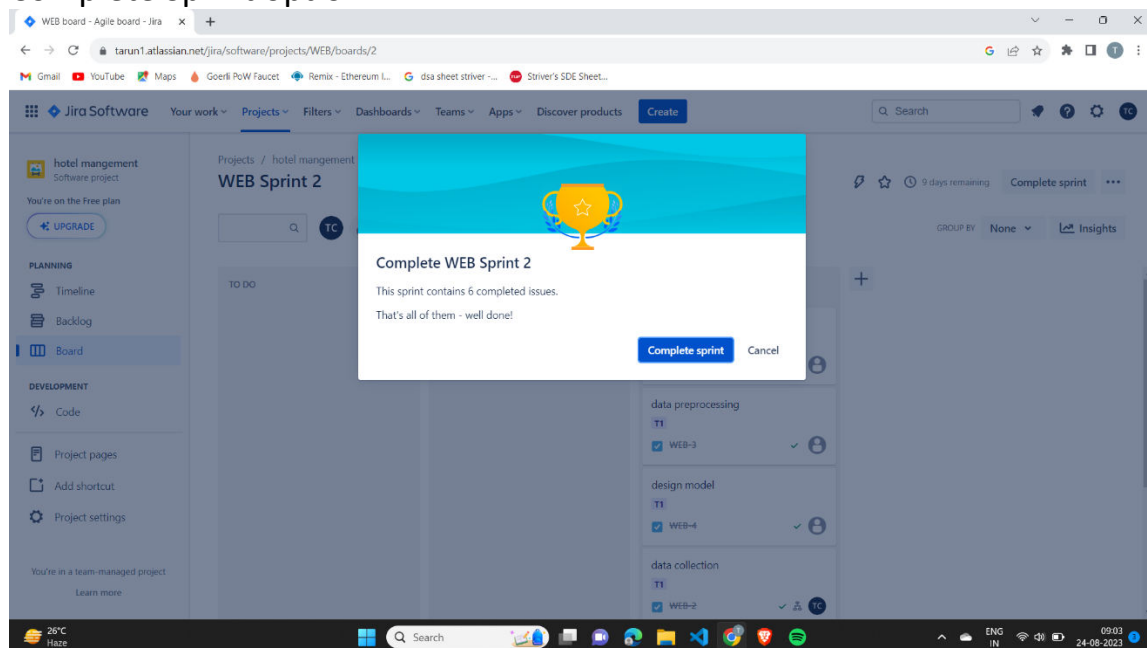 WEB board - Agile board - Jira
tarun1.atlassian.net/jira/software/projects/WEB/boards/2
Gmail YouTube Maps Goerli PoW Faucet Remix - Ethereum I... dsa sheet striver -... Striver's SDE Sheet...
Jira Software Your work Projects Filters Dashboards Teams Apps Discover products Create Search TC
hotel mangement
Software project
You're on the Free plan
UPGRADE
PLANNING
Timeline
Backlog
Board
DEVELOPMENT
Code
Project pages
Add shortcut
Project settings
You're in a team-managed project
Learn more
Projects / hotel mangement
WEB Sprint 2
9 days remaining Complete sprint
TC
GROUP BY None Insights
TO DO
Complete WEB Sprint 2
This sprint contains 6 completed issues.
That's all of them - well done!
Complete sprint Cancel
data preprocessing
T1
WEB-3
design model
T1
WEB-4
data collection
T1
WEB-2 TC
26°C
Haze
Search
ENG
IN
09:03
24-08-2023